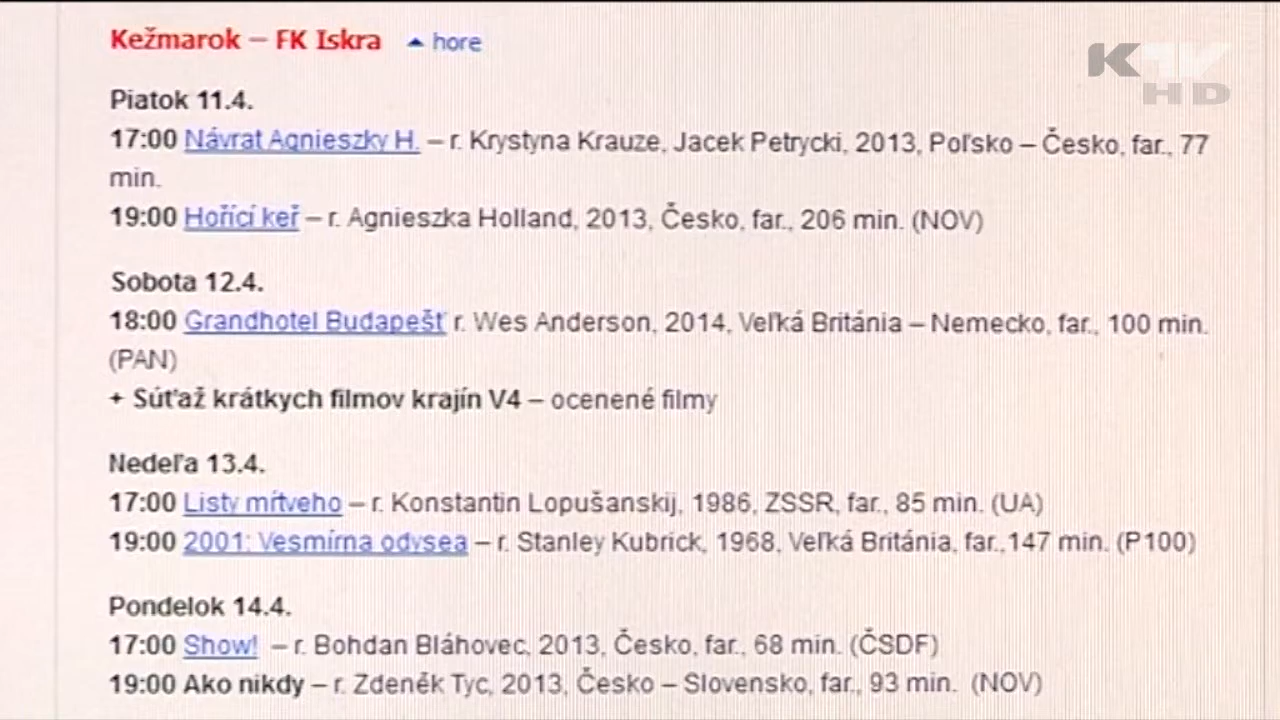 Kežmarok – FK Iskra ▲ hore
KTV
HD
Piatok 11.4.
17:00 Návrat Agnieszky H. – r. Krystyna Krauze, Jacek Petrycki, 2013, Poľsko – Česko, far., 77
min.
19:00 Hořící keř – r. Agnieszka Holland, 2013, Česko, far., 206 min. (NOV)
Sobota 12.4.
18:00 Grandhotel Budapešť r. Wes Anderson, 2014, Veľká Británia – Nemecko, far., 100 min.
(PAN)
+ Súťaž krátkych filmov krajín V4 – ocenené filmy
Nedeľa 13.4.
17:00 Listy mŕtveho – r. Konstantin Lopušanskij, 1986, ZSSR, far., 85 min. (UA)
19:00 2001: Vesmírna odysea – r. Stanley Kubrick, 1968, Veľká Británia, far.,147 min. (P100)
Pondelok 14.4.
17:00 Show! – r. Bohdan Bláhovec, 2013, Česko, far., 68 min. (ČSDF)
19:00 Ako nikdy – r. Zdeněk Tyc, 2013, Česko – Slovensko, far., 93 min. (NOV)